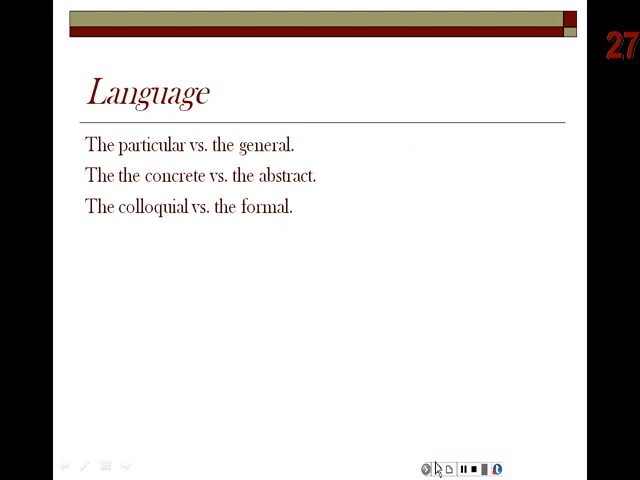 27
Language
The particular vs. the general.
The the concrete vs. the abstract.
The colloquial vs. the formal.